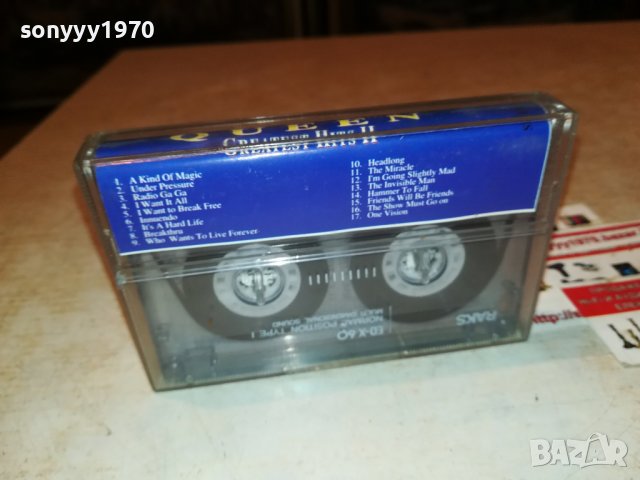 sonyyy1970
QUEEN
GREATEST HITS II
1. A Kind Of Magic
2. Under Pressure
3. Radio Ga Ga
4. I Want It All
5. I Want to Break Free
6. Innuendo
7. It's A Hard Life
8. Breakthru
9. Who Wants To Live Forever
10. Headlong
11. The Miracle
12. I'm Going Slightly Mad
13. The Invisible Man
14. Hammer To Fall
15. Friends Will Be Friends
16. The Show Must Go on
17. One Vision
RAKS
ED-X 60
NORMAL POSITION TYPE I
MULTI DIMENSIONAL SOUND
BAZAR